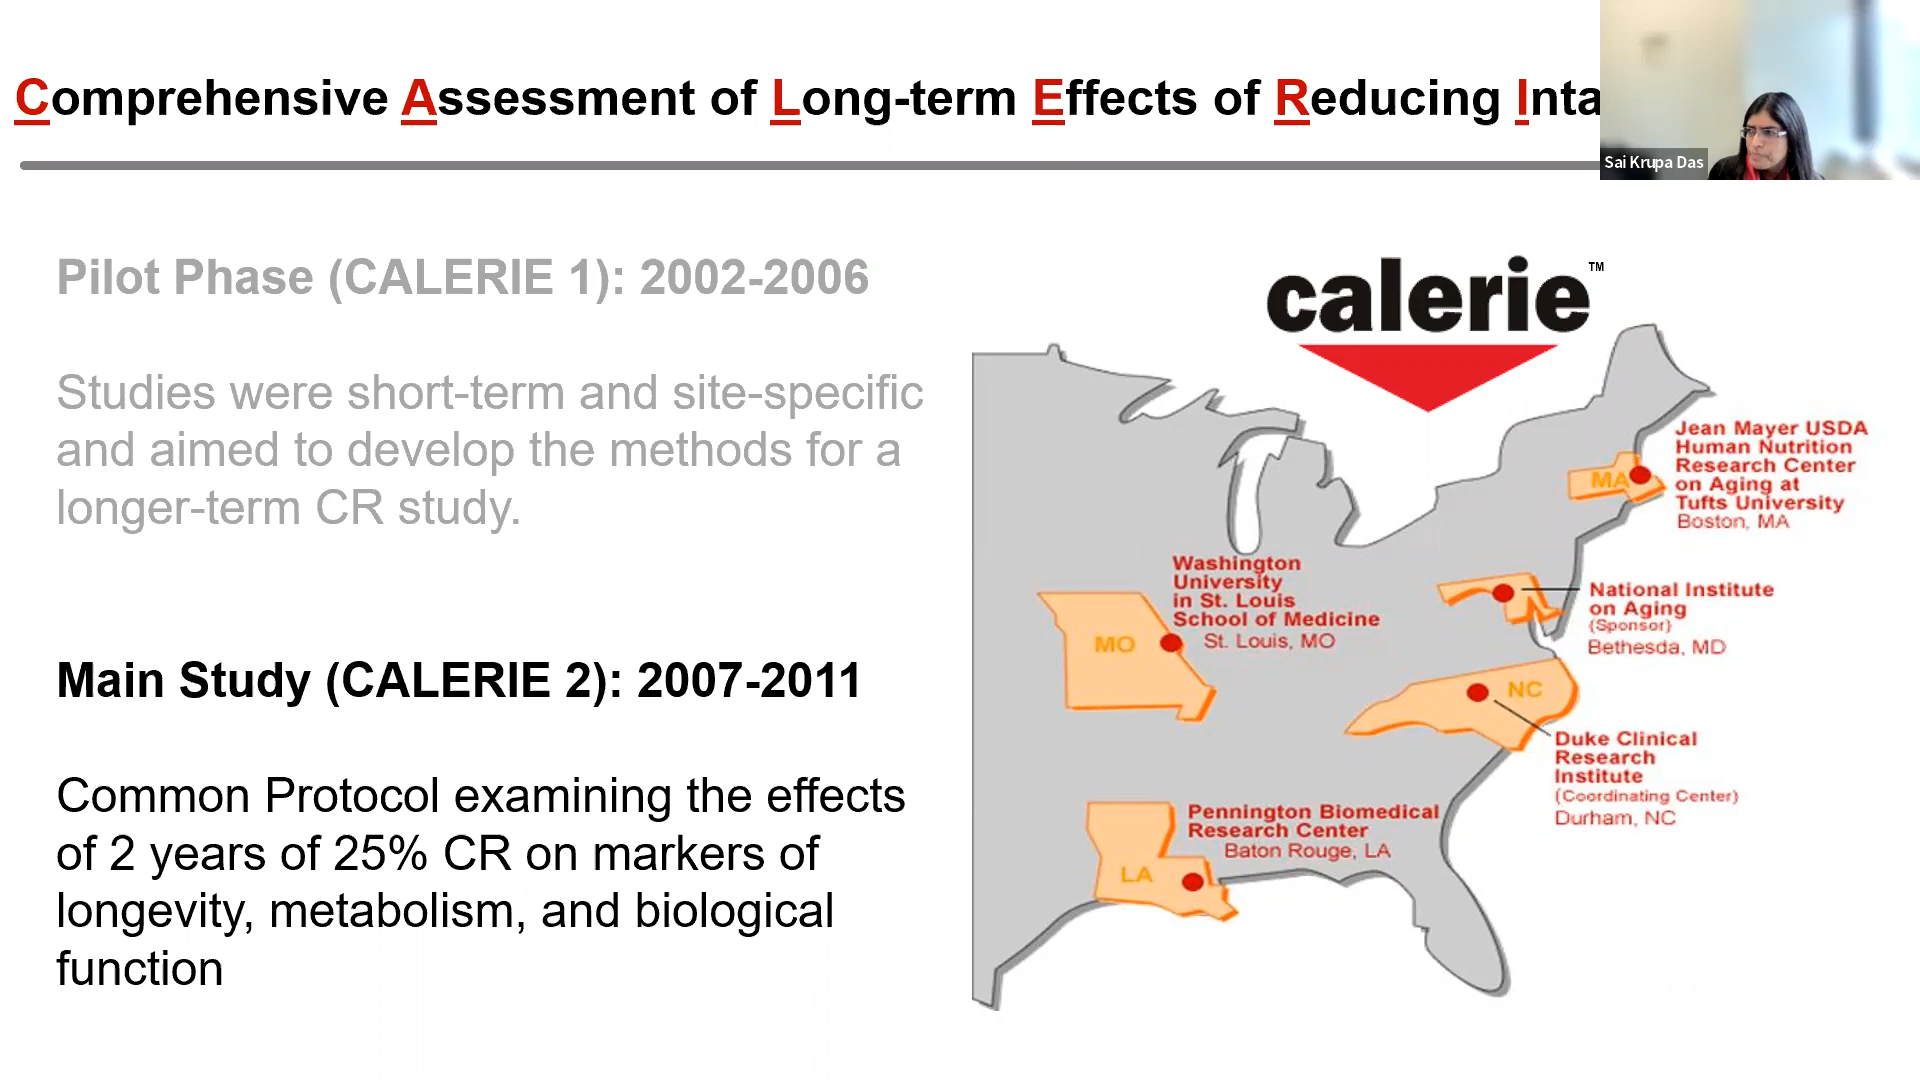 Comprehensive Assessment of Long-term Effects of Reducing Inta
Sai Krupa Das
Pilot Phase (CALERIE 1): 2002-2006
Studies were short-term and site-specific
and aimed to develop the methods for a
longer-term CR study.
Main Study (CALERIE 2): 2007-2011
Common Protocol examining the effects
of 2 years of 25% CR on markers of
longevity, metabolism, and biological
function
calerie™
Jean Mayer USDA
Human Nutrition
Research Center
on Aging at
Tufts University
Boston, MA
MA
Washington
University
in St. Louis
School of Medicine
St. Louis, MO
MO
National Institute
on Aging
(Sponsor)
Bethesda, MD
NC
Duke Clinical
Research
Institute
(Coordinating Center)
Durham, NC
Pennington Biomedical
Research Center
Baton Rouge, LA
LA